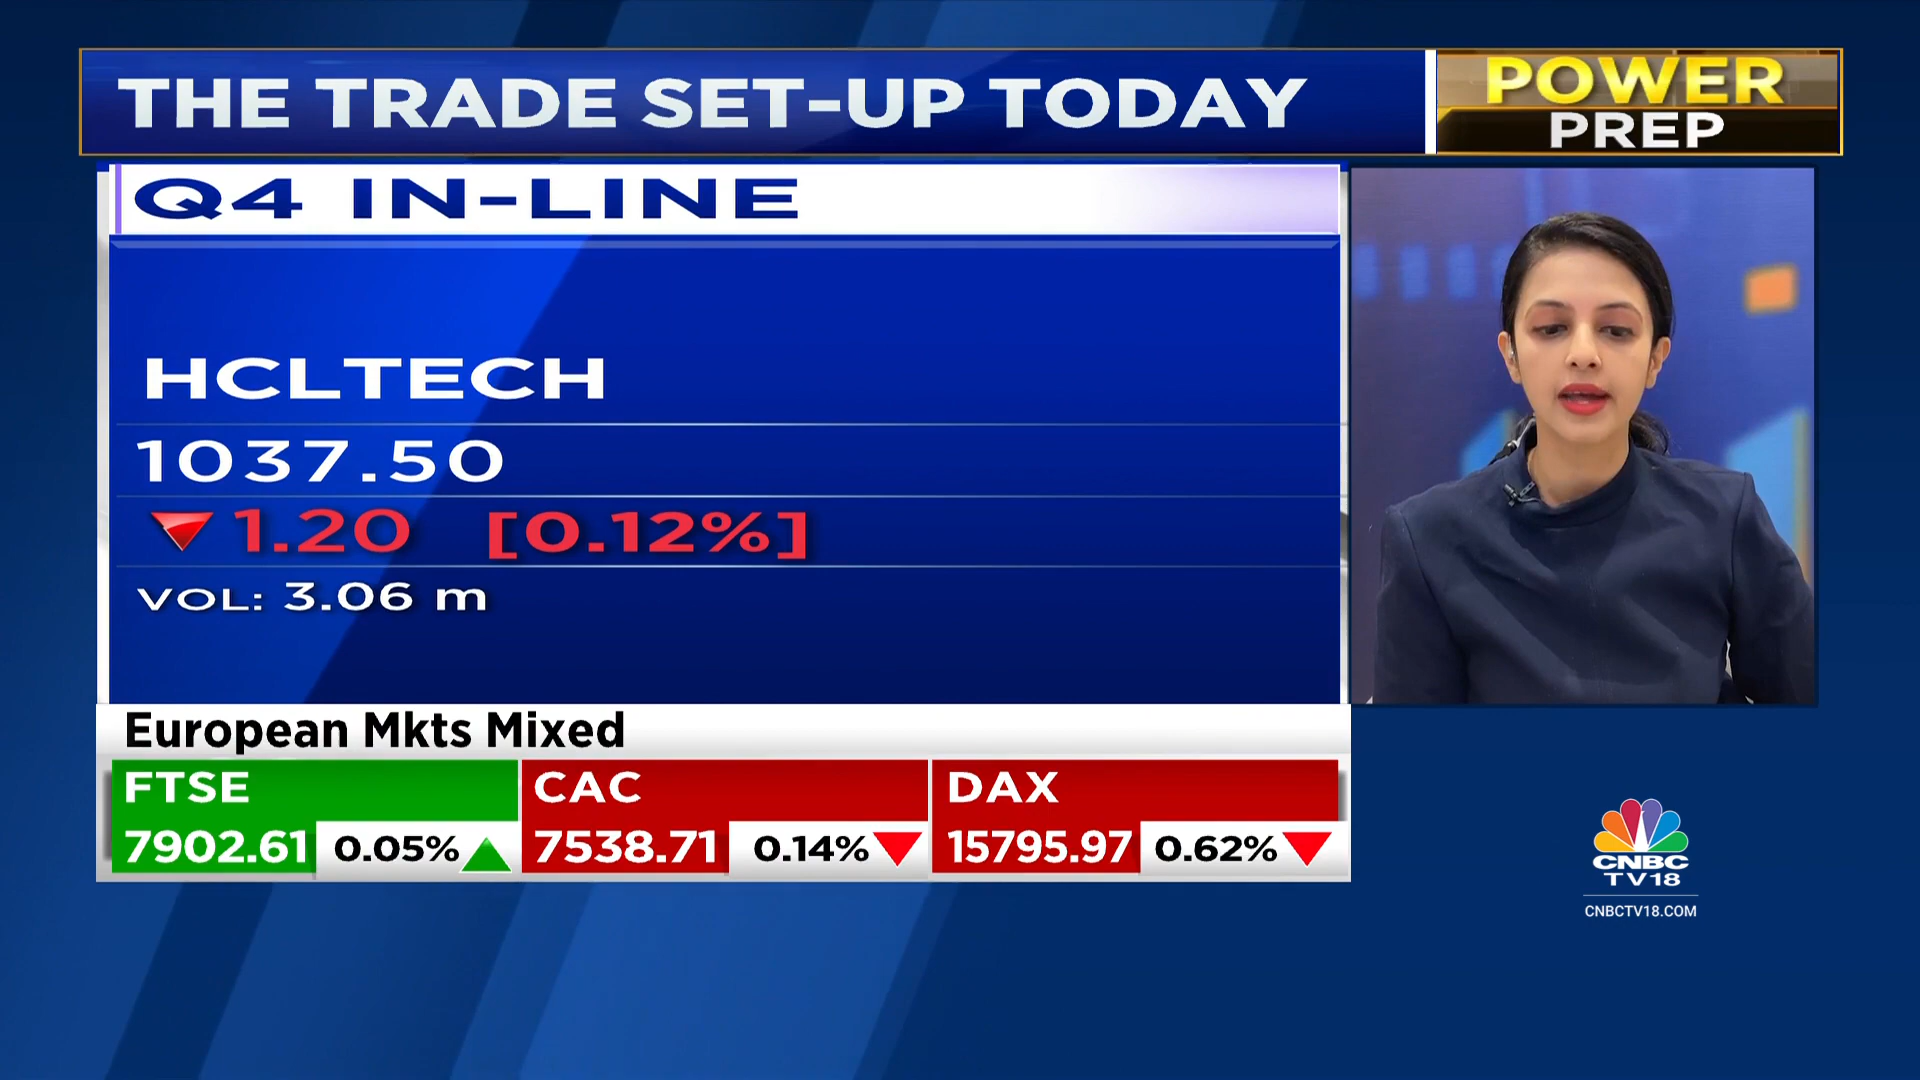 THE TRADE SET-UP TODAY
POWER
PREP
Q4 IN-LINE
HCLTECH
1037.50
1.20 [0.12%]
VOL: 3.06 m
European Mkts Mixed
FTSE
7902.61 0.05%
CAC
7538.71 0.14%
DAX
15795.97 0.62%
CNBC
TV18
CNBCTV18.COM